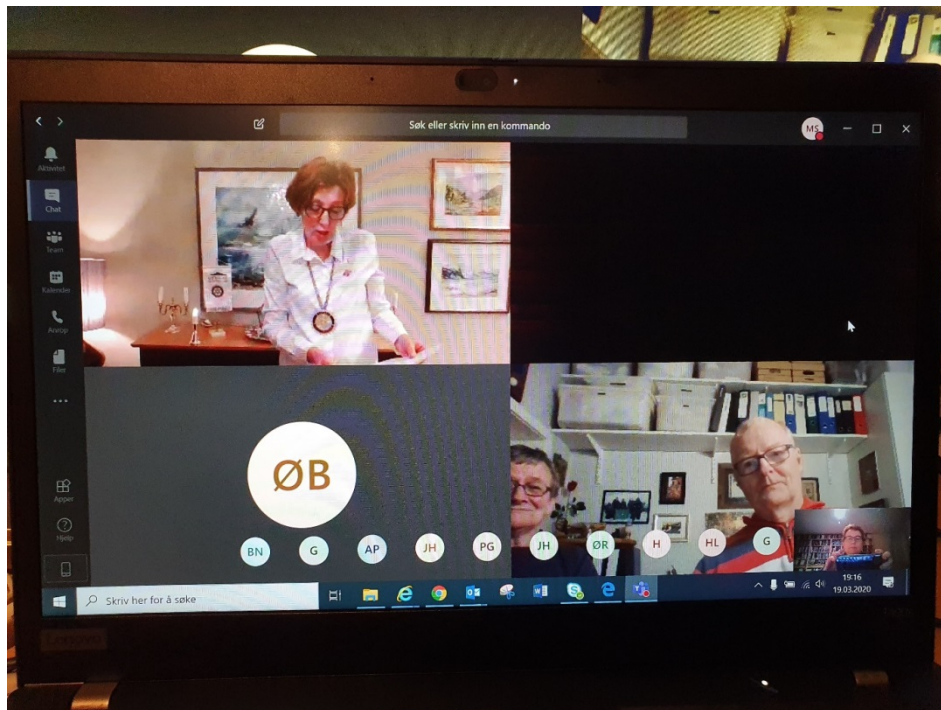 Søk eller skriv inn en kommando
MS
Aktivitet
Chat
Team
Kalender
Anrop
Filer
Apper
Hjelp
ØB
BN
G
AP
JH
PG
JH
ØR
H
HL
G
Skriv her for å søke
19:16
19.03.2020
Lenovo